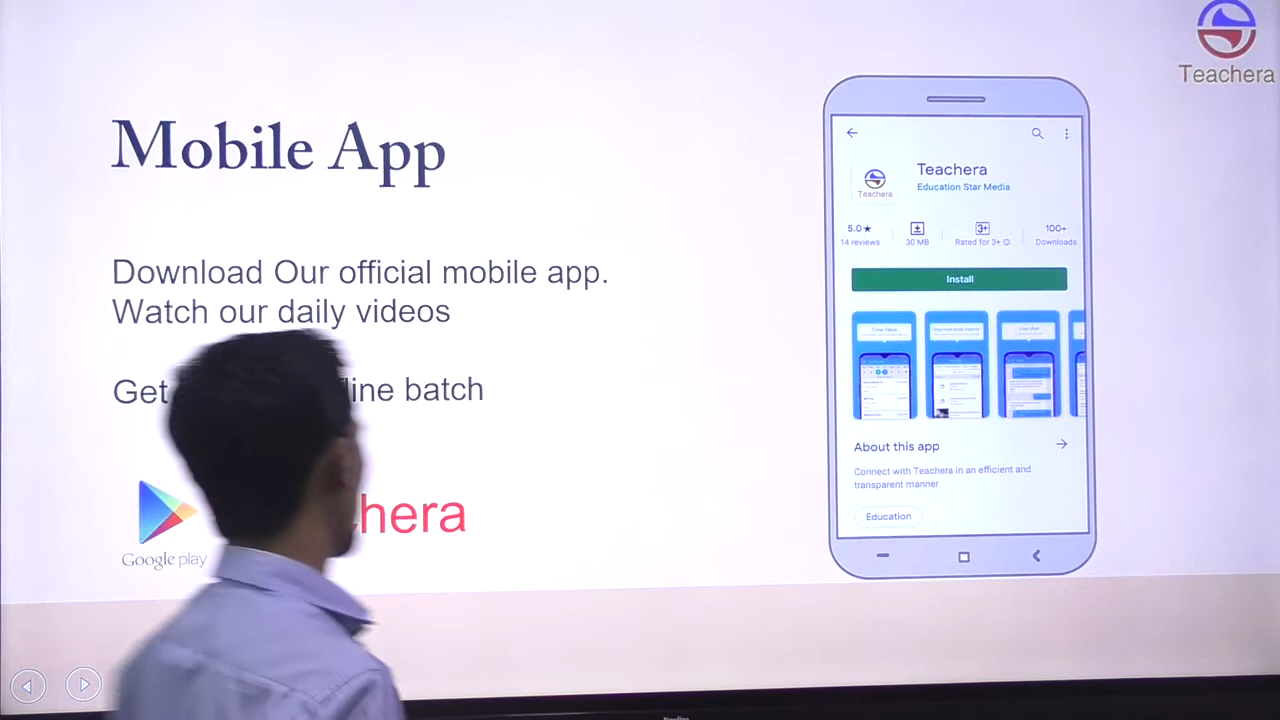 Teachera
Mobile App
Download Our official mobile app.
Watch our daily videos
Get line batch
hera
Google play
Teachera
Education Star Media
Teachera
5.0★
14 reviews
30 MB
3+
Rated for 3+
100+
Downloads
Install
About this app
Connect with Teachera in an efficient and
transparent manner
Education